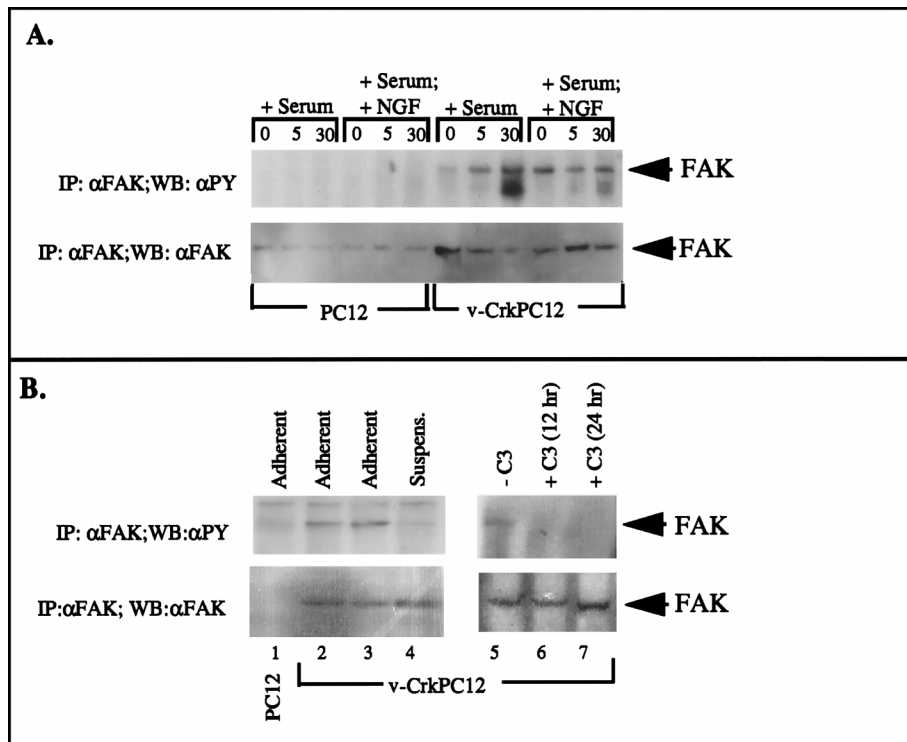 A.
+ Serum
+ Serum;
+ NGF
+ Serum
+ Serum;
+ NGF
0 5 30 0 5 30 0 5 30 0 5 30
IP: αFAK;WB: αPY
FAK
IP: αFAK;WB: αFAK
FAK
PC12
v-CrkPC12
B.
Adherent
Adherent
Adherent
Suspens.
- C3
+ C3 (12 hr)
+ C3 (24 hr)
IP: αFAK;WB:αPY
FAK
IP:αFAK; WB:αFAK
FAK
1 2 3 4 5 6 7
PC12
v-CrkPC12